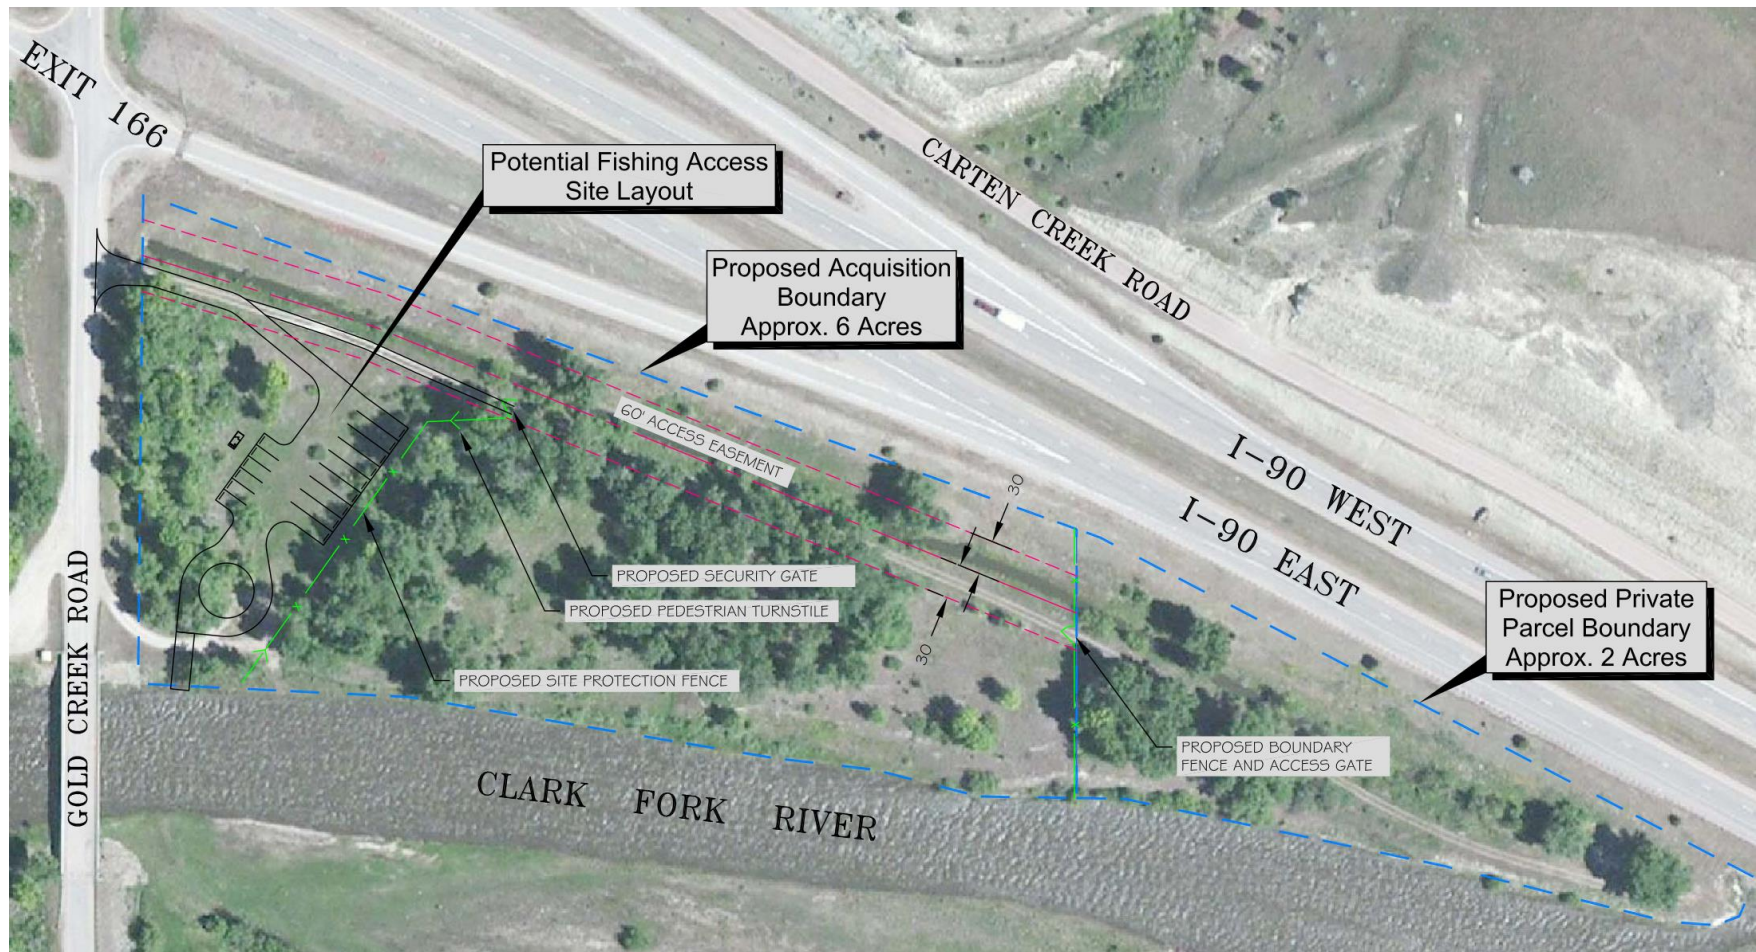 EXIT 166
Potential Fishing Access
Site Layout
CARTEN CREEK ROAD
Proposed Acquisition
Boundary
Approx. 6 Acres
60' ACCESS EASEMENT
I-90 WEST
30
I-90 EAST
PROPOSED SECURITY GATE
PROPOSED PEDESTRIAN TURNSTILE
30
PROPOSED SITE PROTECTION FENCE
GOLD CREEK ROAD
Proposed Private
Parcel Boundary
Approx. 2 Acres
PROPOSED BOUNDARY
FENCE AND ACCESS GATE
CLARK FORK RIVER
X
X
X
X